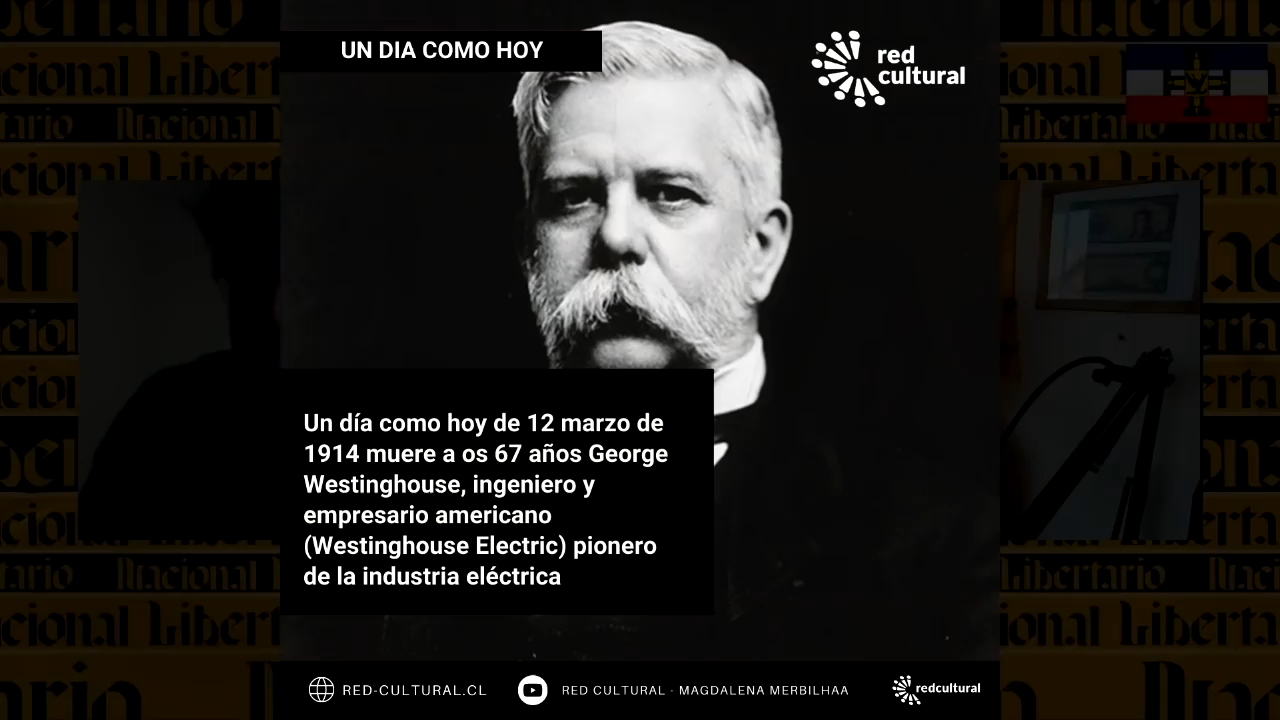 UN DIA COMO HOY
red
cultural
Un día como hoy de 12 marzo de
1914 muere a os 67 años George
Westinghouse, ingeniero y
empresario americano
(Westinghouse Electric) pionero
de la industria eléctrica
RED-CULTURAL.CL
RED CULTURAL - MAGDALENA MERBILHAA
redcultural
Nacional Libertario